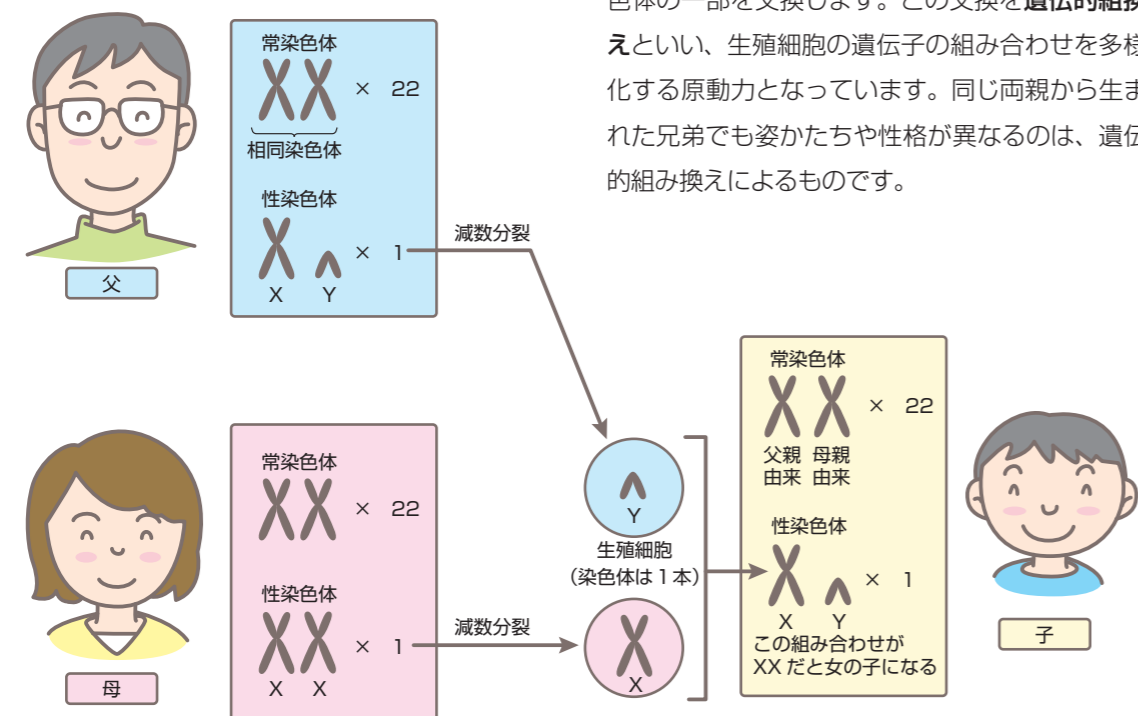 色体の一部を交換します。この交換を遺伝的組換
えといい、生殖細胞の遺伝子の組み合わせを多様
化する原動力となっています。同じ両親から生ま
れた兄弟でも姿かたちや性格が異なるのは、遺伝
的組み換えによるものです。
常染色体
× 22
相同染色体
性染色体
× 1
X Y
父
減数分裂
常染色体
× 22
性染色体
× 1
X X
母
減数分裂
Y
生殖細胞
(染色体は1本)
X
常染色体
× 22
父親 母親
由来 由来
性染色体
× 1
X Y
この組み合わせが
XX だと女の子になる
子